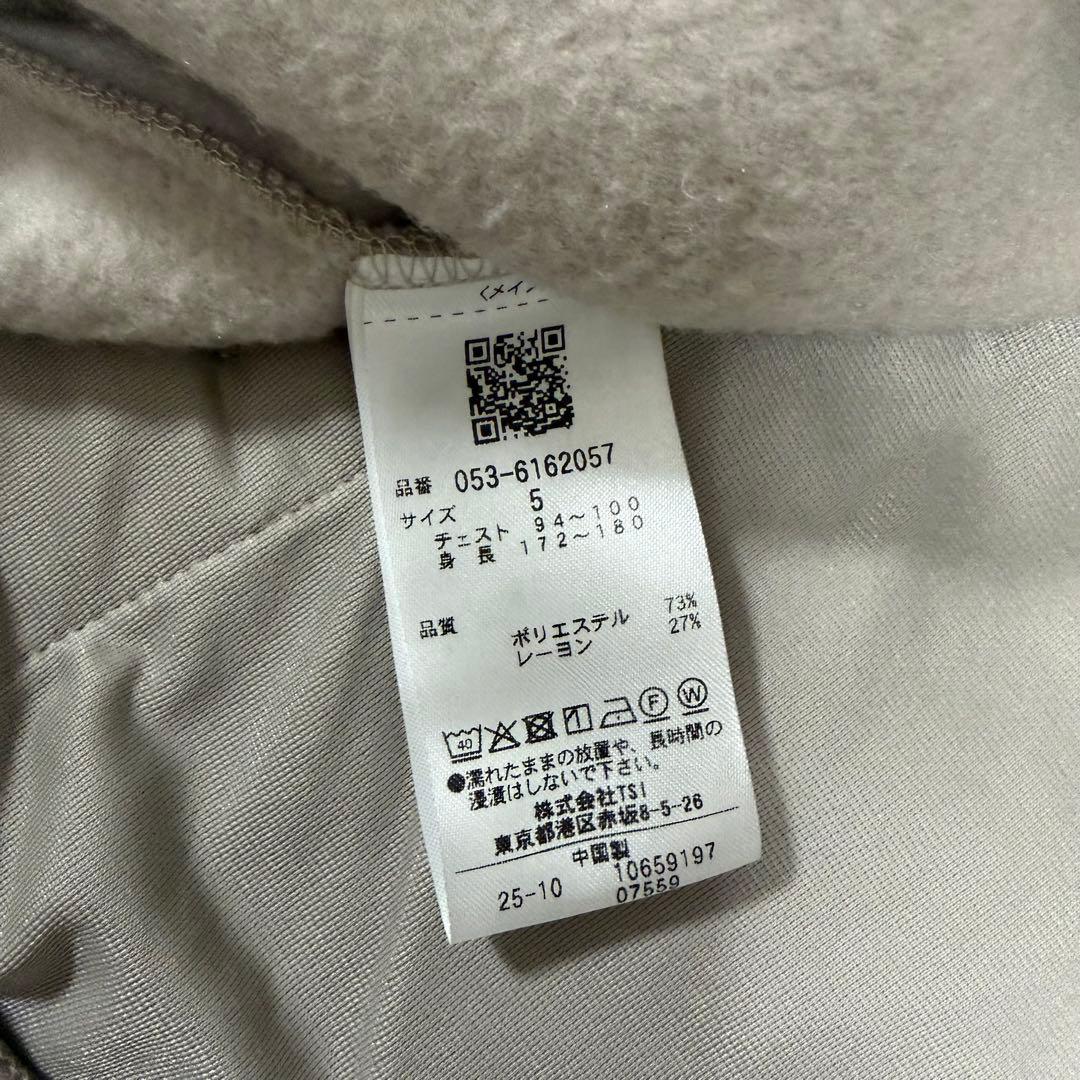 〈メイン
品番 053-6162057
サイズ 5
チェスト 94～100
身長 172～180
品質 ポリエステル 73%
レーヨン 27%
40 F W
●濡れたままの放置や、長時間の
浸漬はしないで下さい。
株式会社TSI
東京都港区赤坂8-5-26
中国製
25-10 10659197
07559